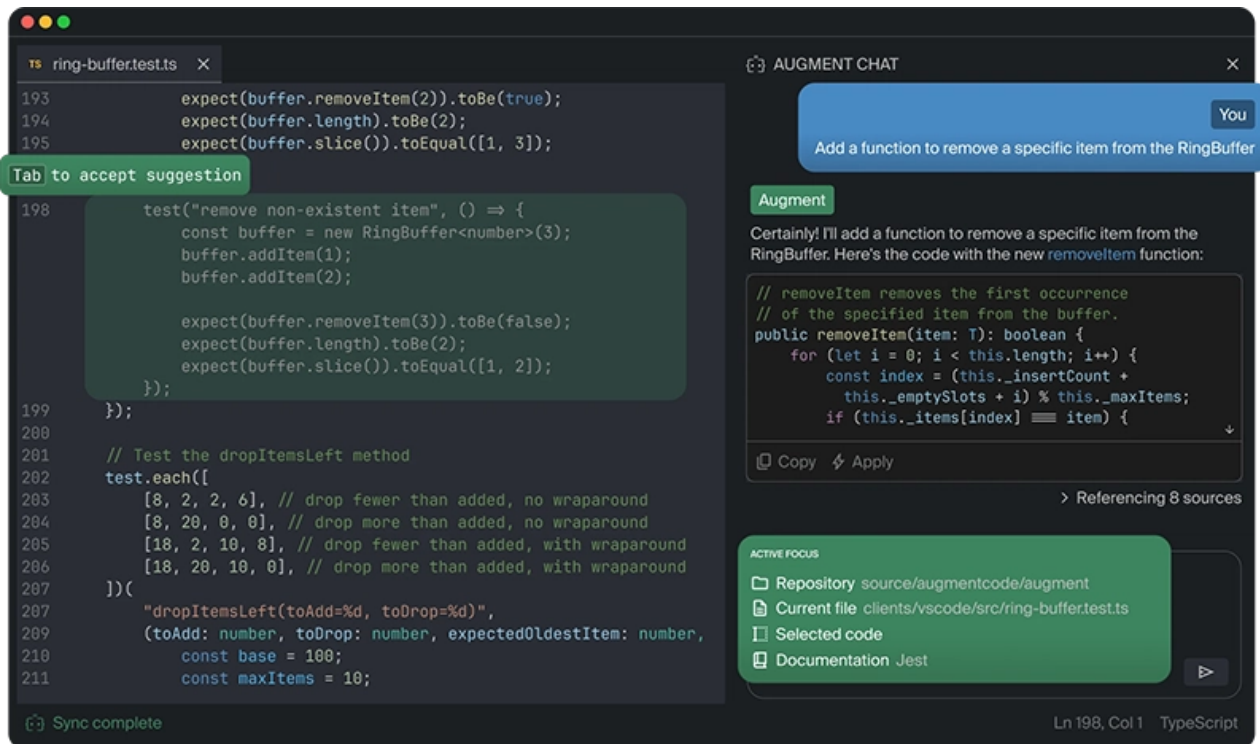 TS ring-buffer.test.ts ×
193 expect(buffer.removeItem(2)).toBe(true);
194 expect(buffer.length).toBe(2);
195 expect(buffer.slice()).toEqual([1, 3]);
Tab to accept suggestion
198 test("remove non-existent item", () => {
const buffer = new RingBuffer<number>(3);
buffer.addItem(1);
buffer.addItem(2);
expect(buffer.removeItem(3)).toBe(false);
expect(buffer.length).toBe(2);
expect(buffer.slice()).toEqual([1, 2]);
});
199 });
200
201 // Test the dropItemsLeft method
202 test.each([
203 [8, 2, 2, 6], // drop fewer than added, no wraparound
204 [8, 20, 0, 0], // drop more than added, no wraparound
205 [18, 2, 10, 8], // drop fewer than added, with wraparound
206 [18, 20, 10, 0], // drop more than added, with wraparound
207 ])(
207 "dropItemsLeft(toAdd=%d, toDrop=%d)",
209 (toAdd: number, toDrop: number, expectedOldestItem: number,
210 const base = 100;
211 const maxItems = 10;
AUGMENT CHAT ×
You
Add a function to remove a specific item from the RingBuffer
Augment
Certainly! I'll add a function to remove a specific item from the
RingBuffer. Here's the code with the new removeItem function:
// removeItem removes the first occurrence
// of the specified item from the buffer.
public removeItem(item: T): boolean {
for (let i = 0; i < this.length; i++) {
const index = (this._insertCount +
this._emptySlots + i) % this._maxItems;
if (this._items[index] === item) {
Copy Apply
> Referencing 8 sources
ACTIVE FOCUS
Repository source/augmentcode/augment
Current file clients/vscode/src/ring-buffer.test.ts
Selected code
Documentation Jest
Sync complete
Ln 198, Col 1 TypeScript